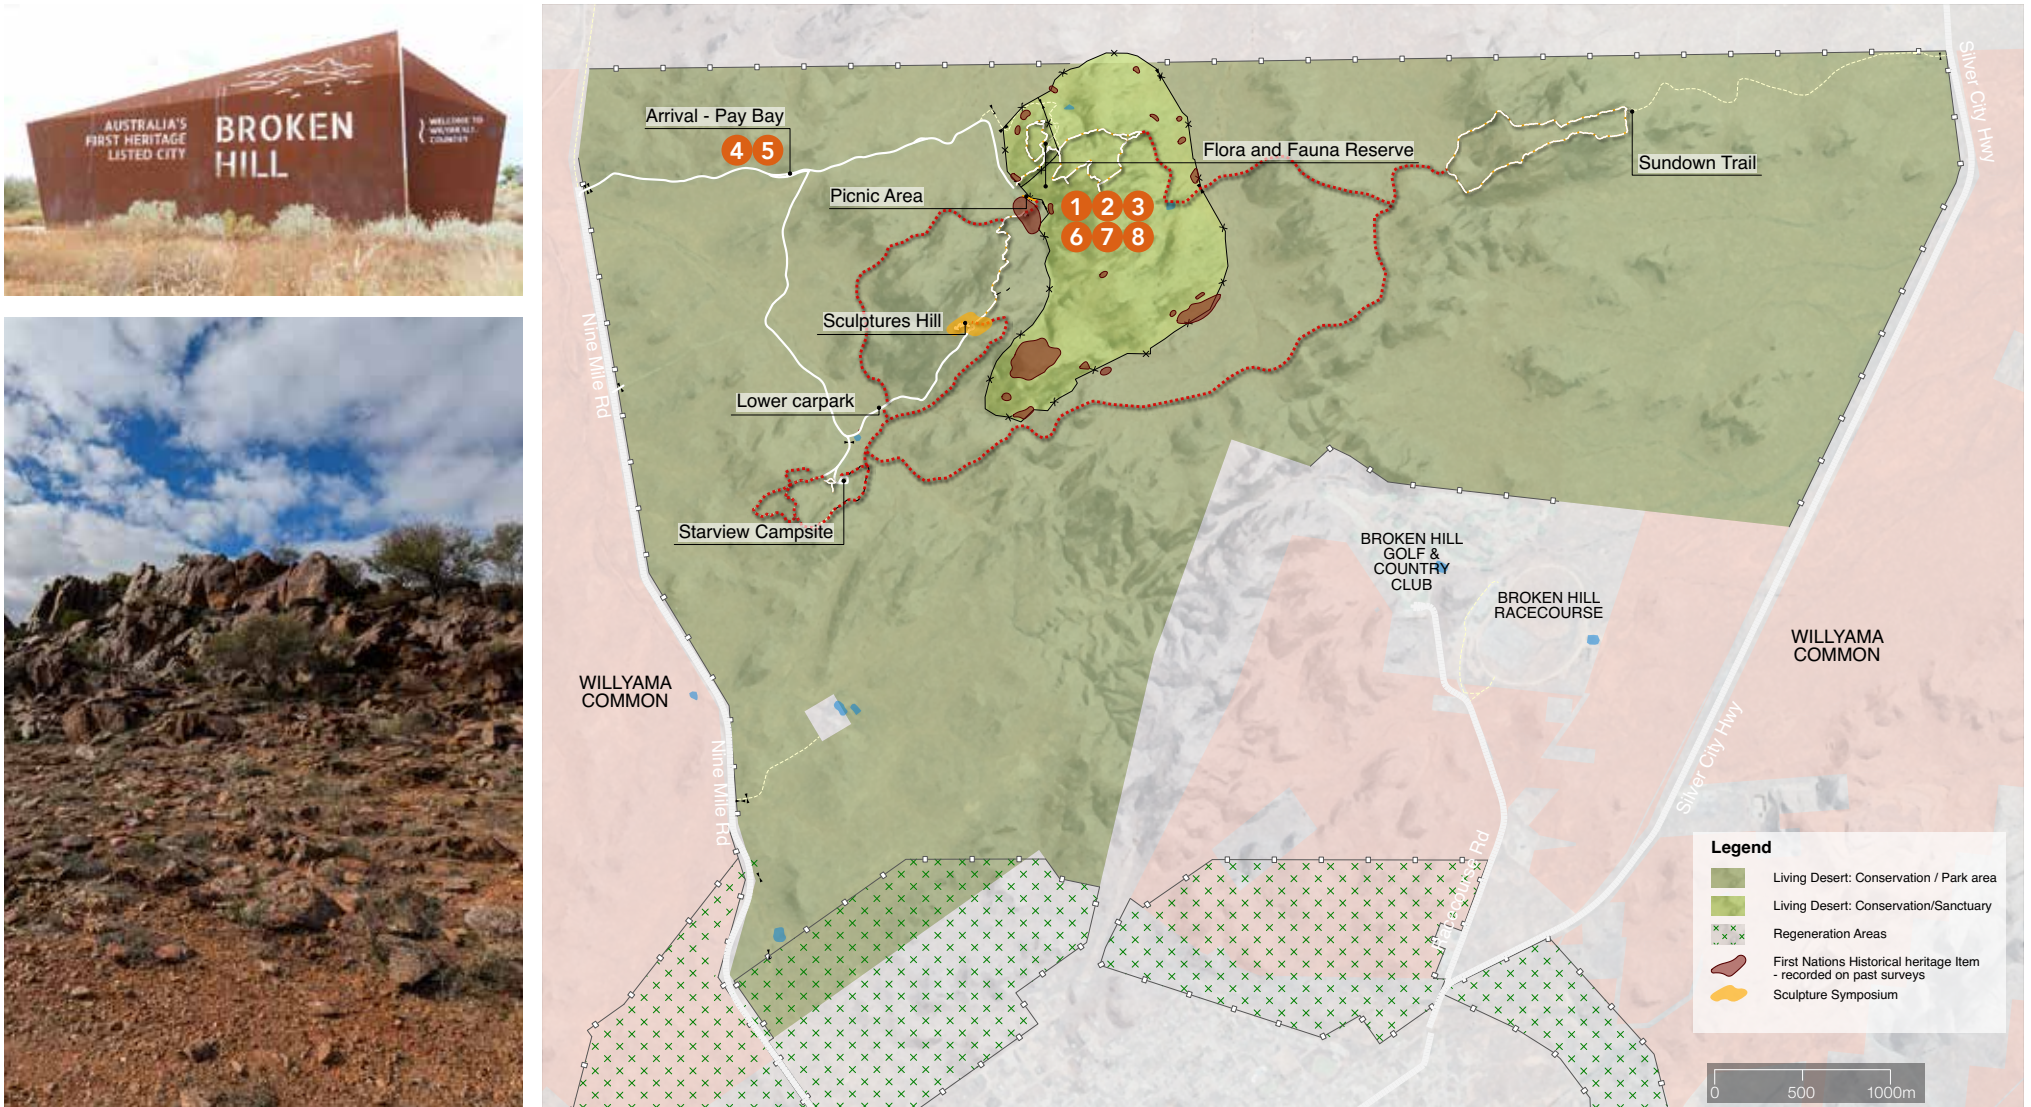 AUSTRALIA'S
FIRST HERITAGE
LISTED CITY
BROKEN
HILL
WELCOME TO
WILYAKALI
COUNTRY
Arrival - Pay Bay
4 5
Picnic Area
Flora and Fauna Reserve
Sundown Trail
1 2 3
6 7 8
Sculptures Hill
Lower carpark
Starview Campsite
Silver City Hwy
Nine Mile Rd
BROKEN HILL
GOLF &
COUNTRY
CLUB
BROKEN HILL
RACECOURSE
WILLYAMA
COMMON
WILLYAMA
COMMON
Nine Mile Rd
Silver City Hwy
Racecourse Rd
Legend
Living Desert: Conservation / Park area
Living Desert: Conservation/Sanctuary
Regeneration Areas
First Nations Historical heritage Item
- recorded on past surveys
Sculpture Symposium
0 500 1000m